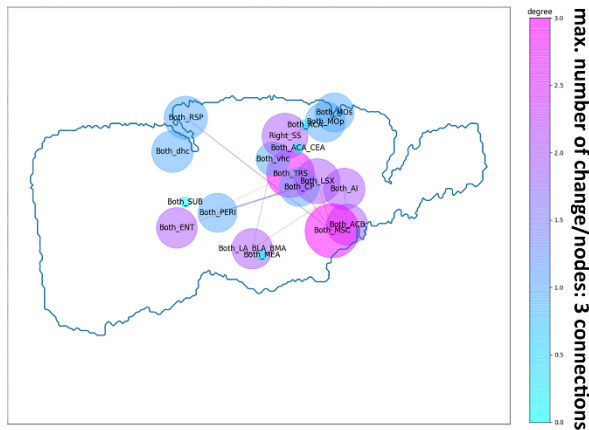 degree
3.0
2.5
2.0
1.5
1.0
0.5
0.0
max. number of change/nodes: 3 connections
Both_MOs
Both_RSP
Both_MOp
Both_ACA
Right_SS
Both_ACA_CEA
Both_dhc
Both_vhc
Both_TRS
Both_LSX
Both_CP
Both_AI
Both_SUB
Both_PERI
Both_ENT
Both_ACB
Both_MSC
Both_LA_BLA_BMA
Both_MEA